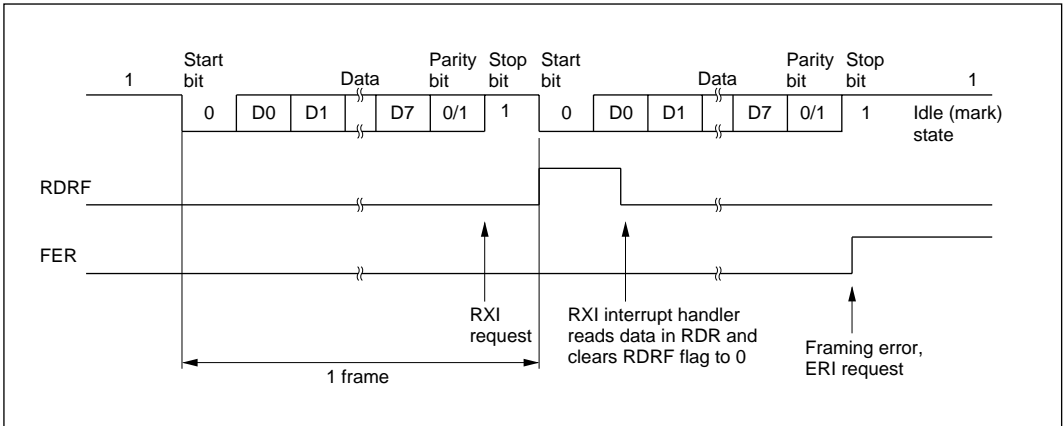 1
Start
bit
Data
Parity
bit
Stop
bit
Start
bit
Data
Parity
bit
Stop
bit
1
0 D0 D1 D7 0/1 1 0 D0 D1 D7 0/1 1 Idle (mark)
state
RDRF
FER
RXI
request
RXI interrupt handler
reads data in RDR and
clears RDRF flag to 0
Framing error,
ERI request
1 frame